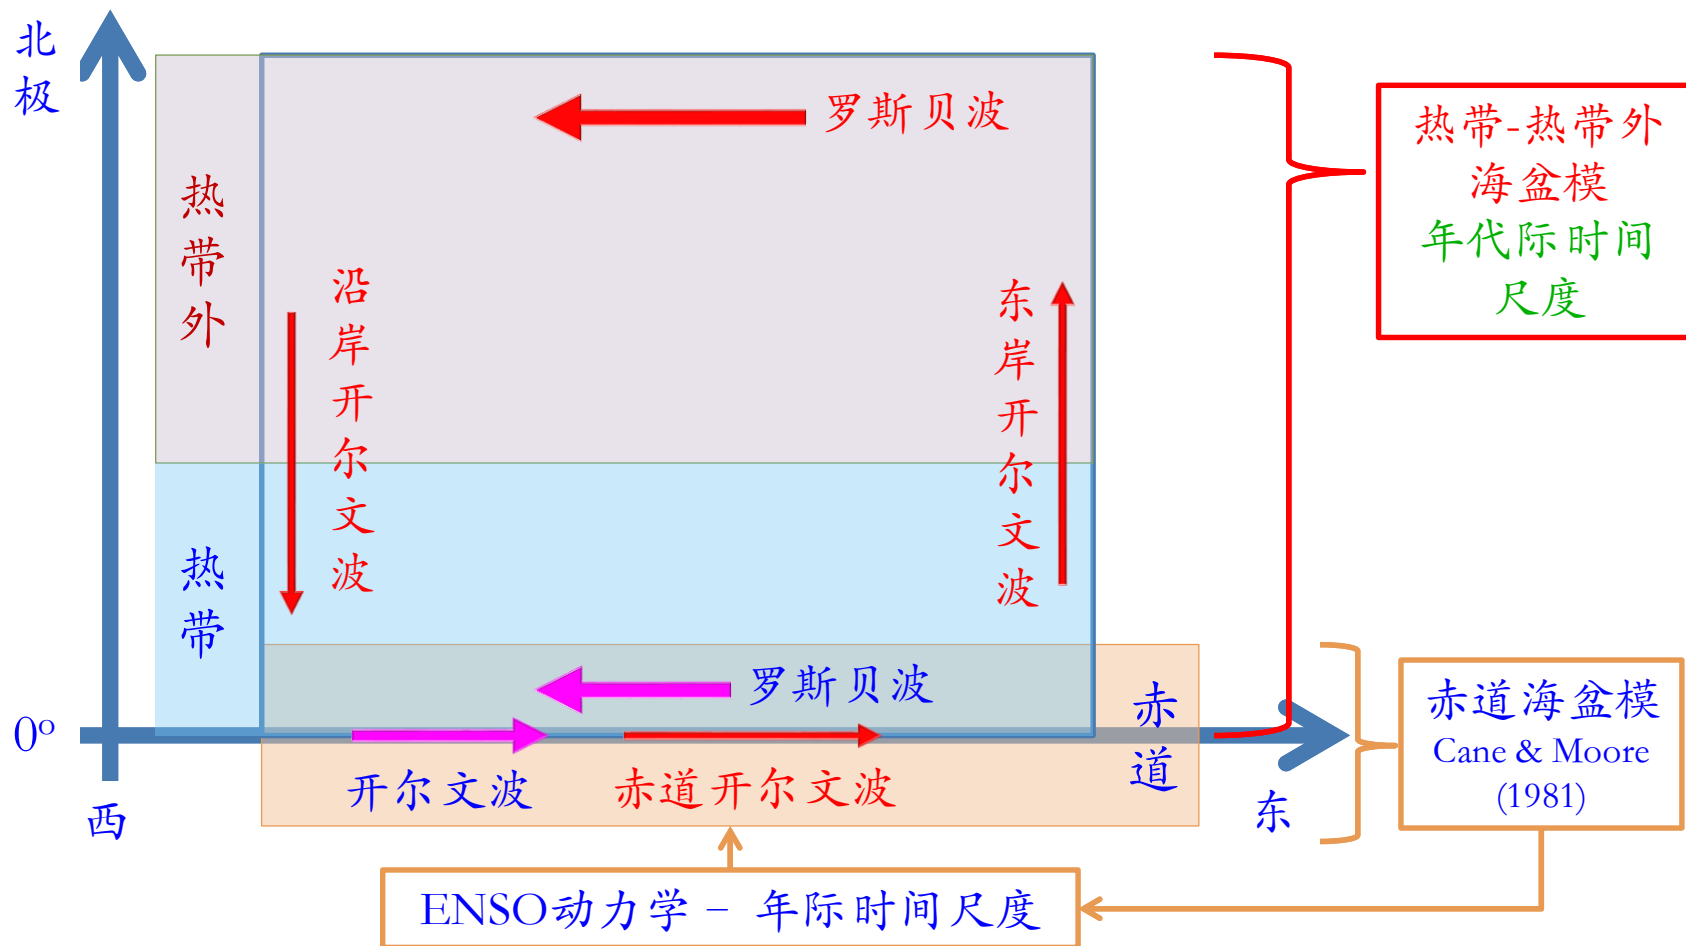 北极
罗斯贝波
热带-热带外
海盆模
年代际时间
尺度
热带外
沿岸开尔文波
东岸开尔文波
热带
罗斯贝波
赤道
0°
赤道海盆模
Cane & Moore
(1981)
开尔文波
赤道开尔文波
西
东
ENSO动力学 – 年际时间尺度